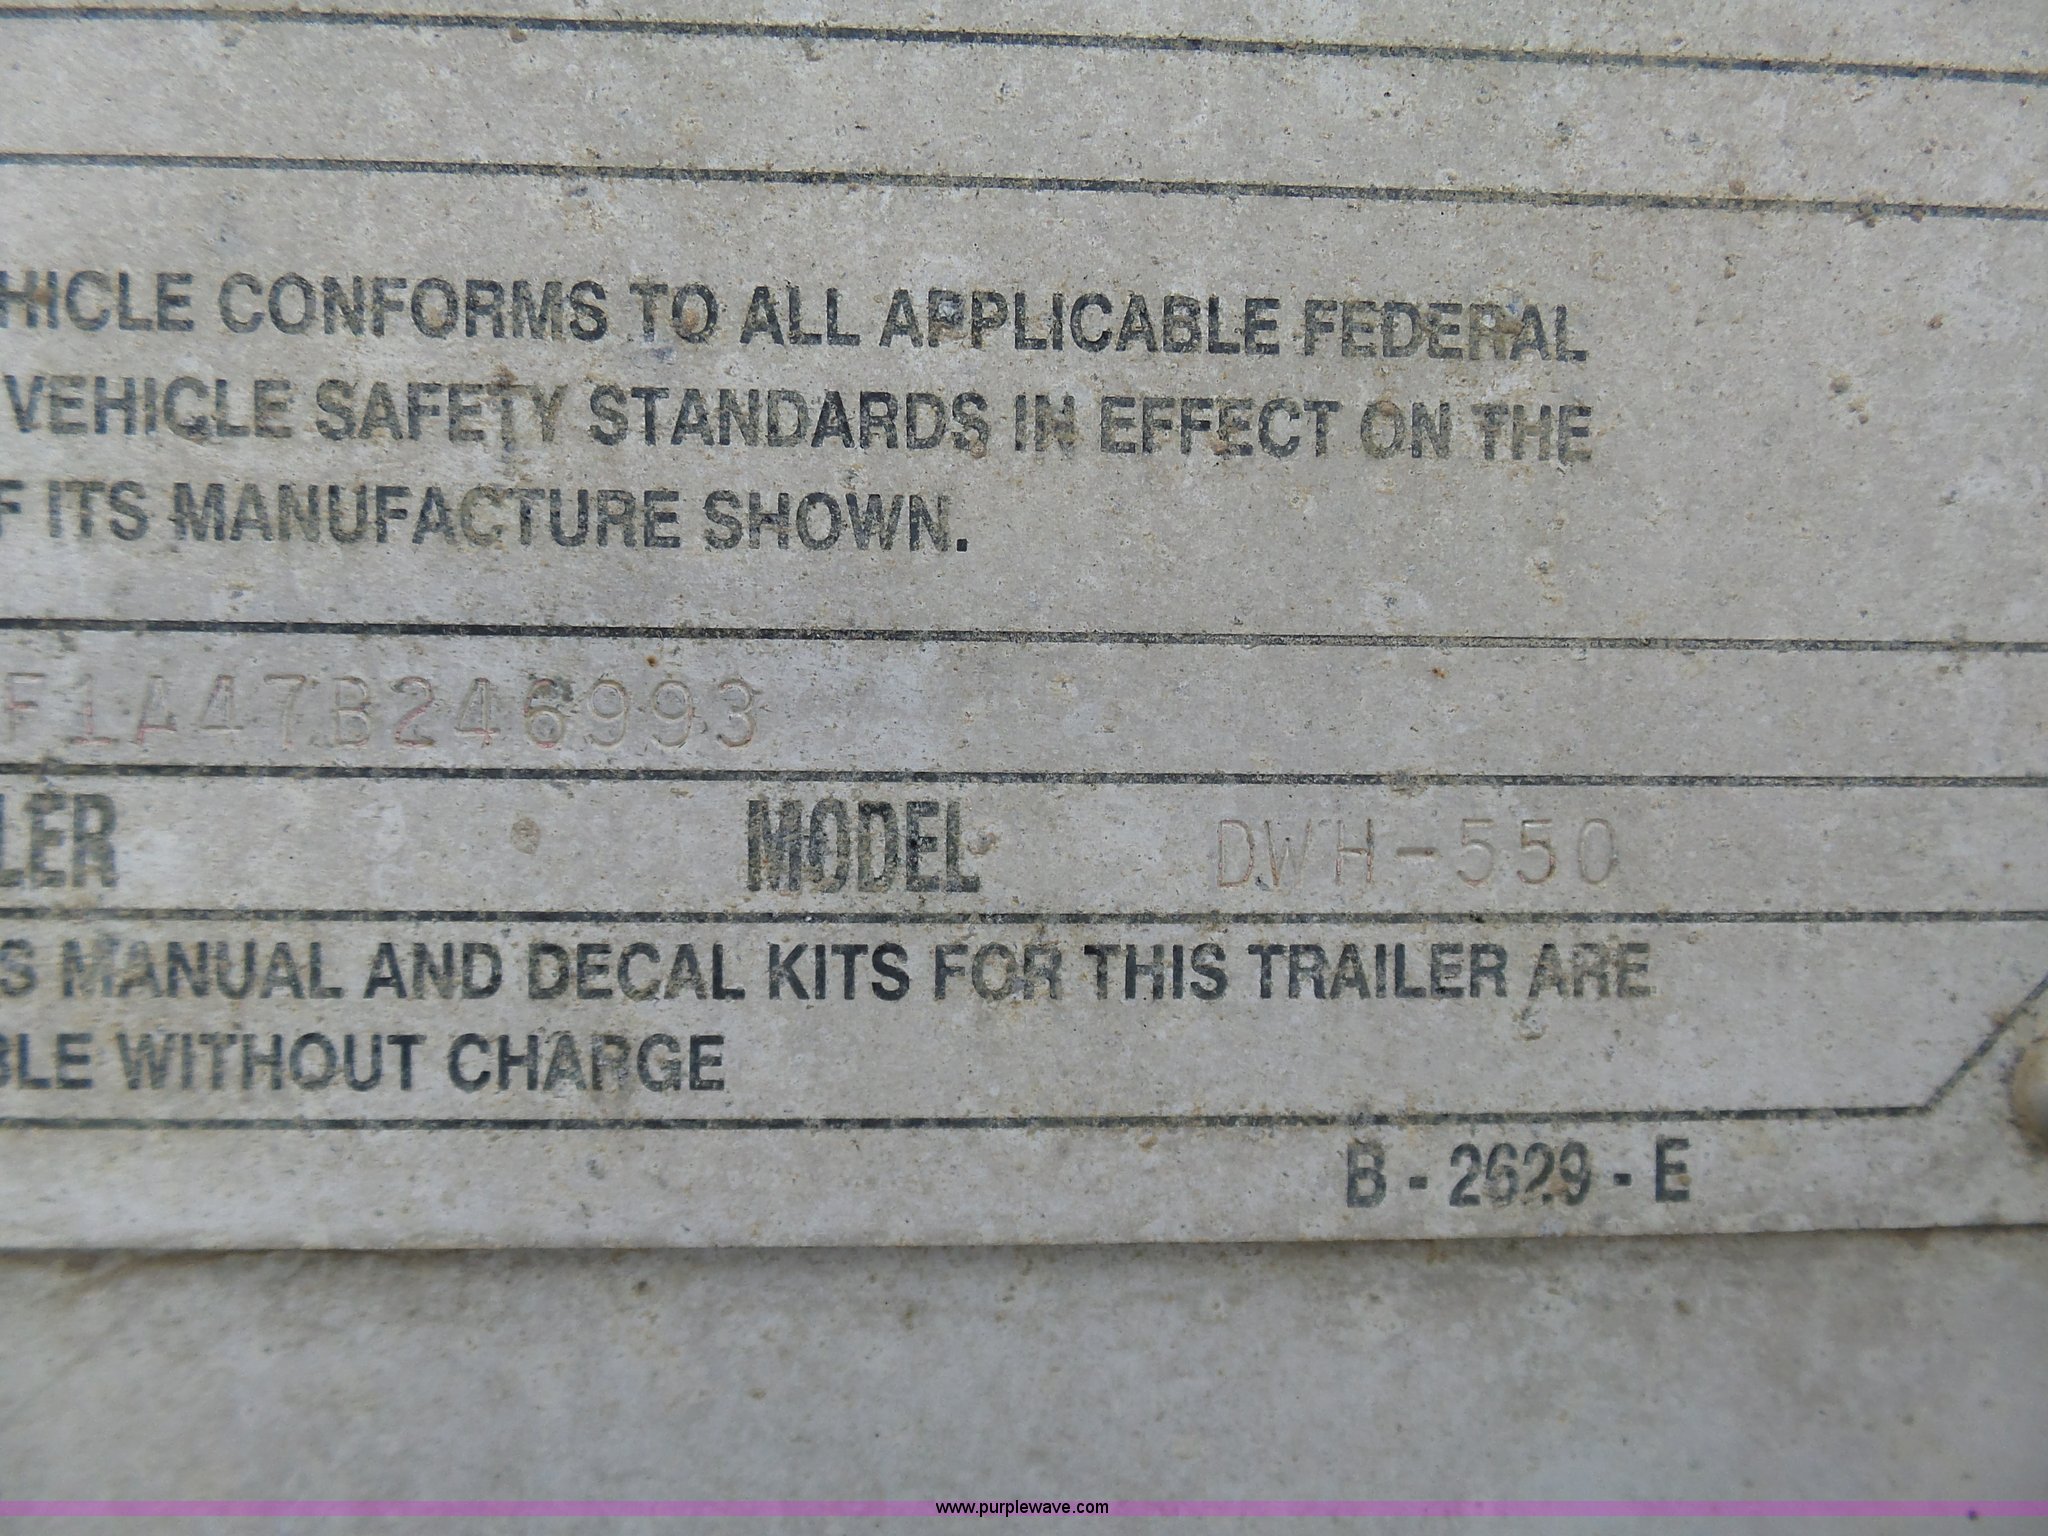 HICLE CONFORMS TO ALL APPLICABLE FEDERAL
VEHICLE SAFETY STANDARDS IN EFFECT ON THE
F ITS MANUFACTURE SHOWN.
F1A47B246993
LER MODEL DWH-550
S MANUAL AND DECAL KITS FOR THIS TRAILER ARE
BLE WITHOUT CHARGE
B - 2629 - E
www.purplewave.com